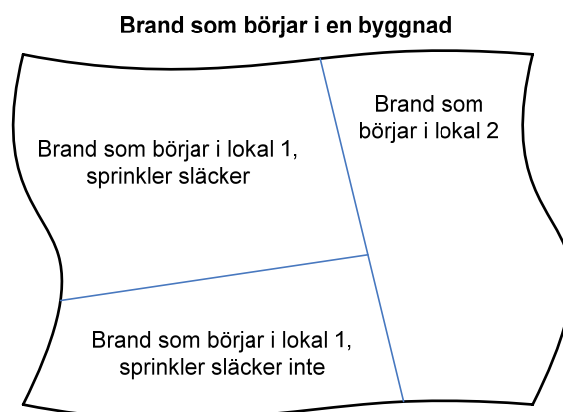 Brand som börjar i en byggnad
Brand som börjar i lokal 1,
sprinkler släcker
Brand som
börjar i lokal 2
Brand som börjar i lokal 1,
sprinkler släcker inte